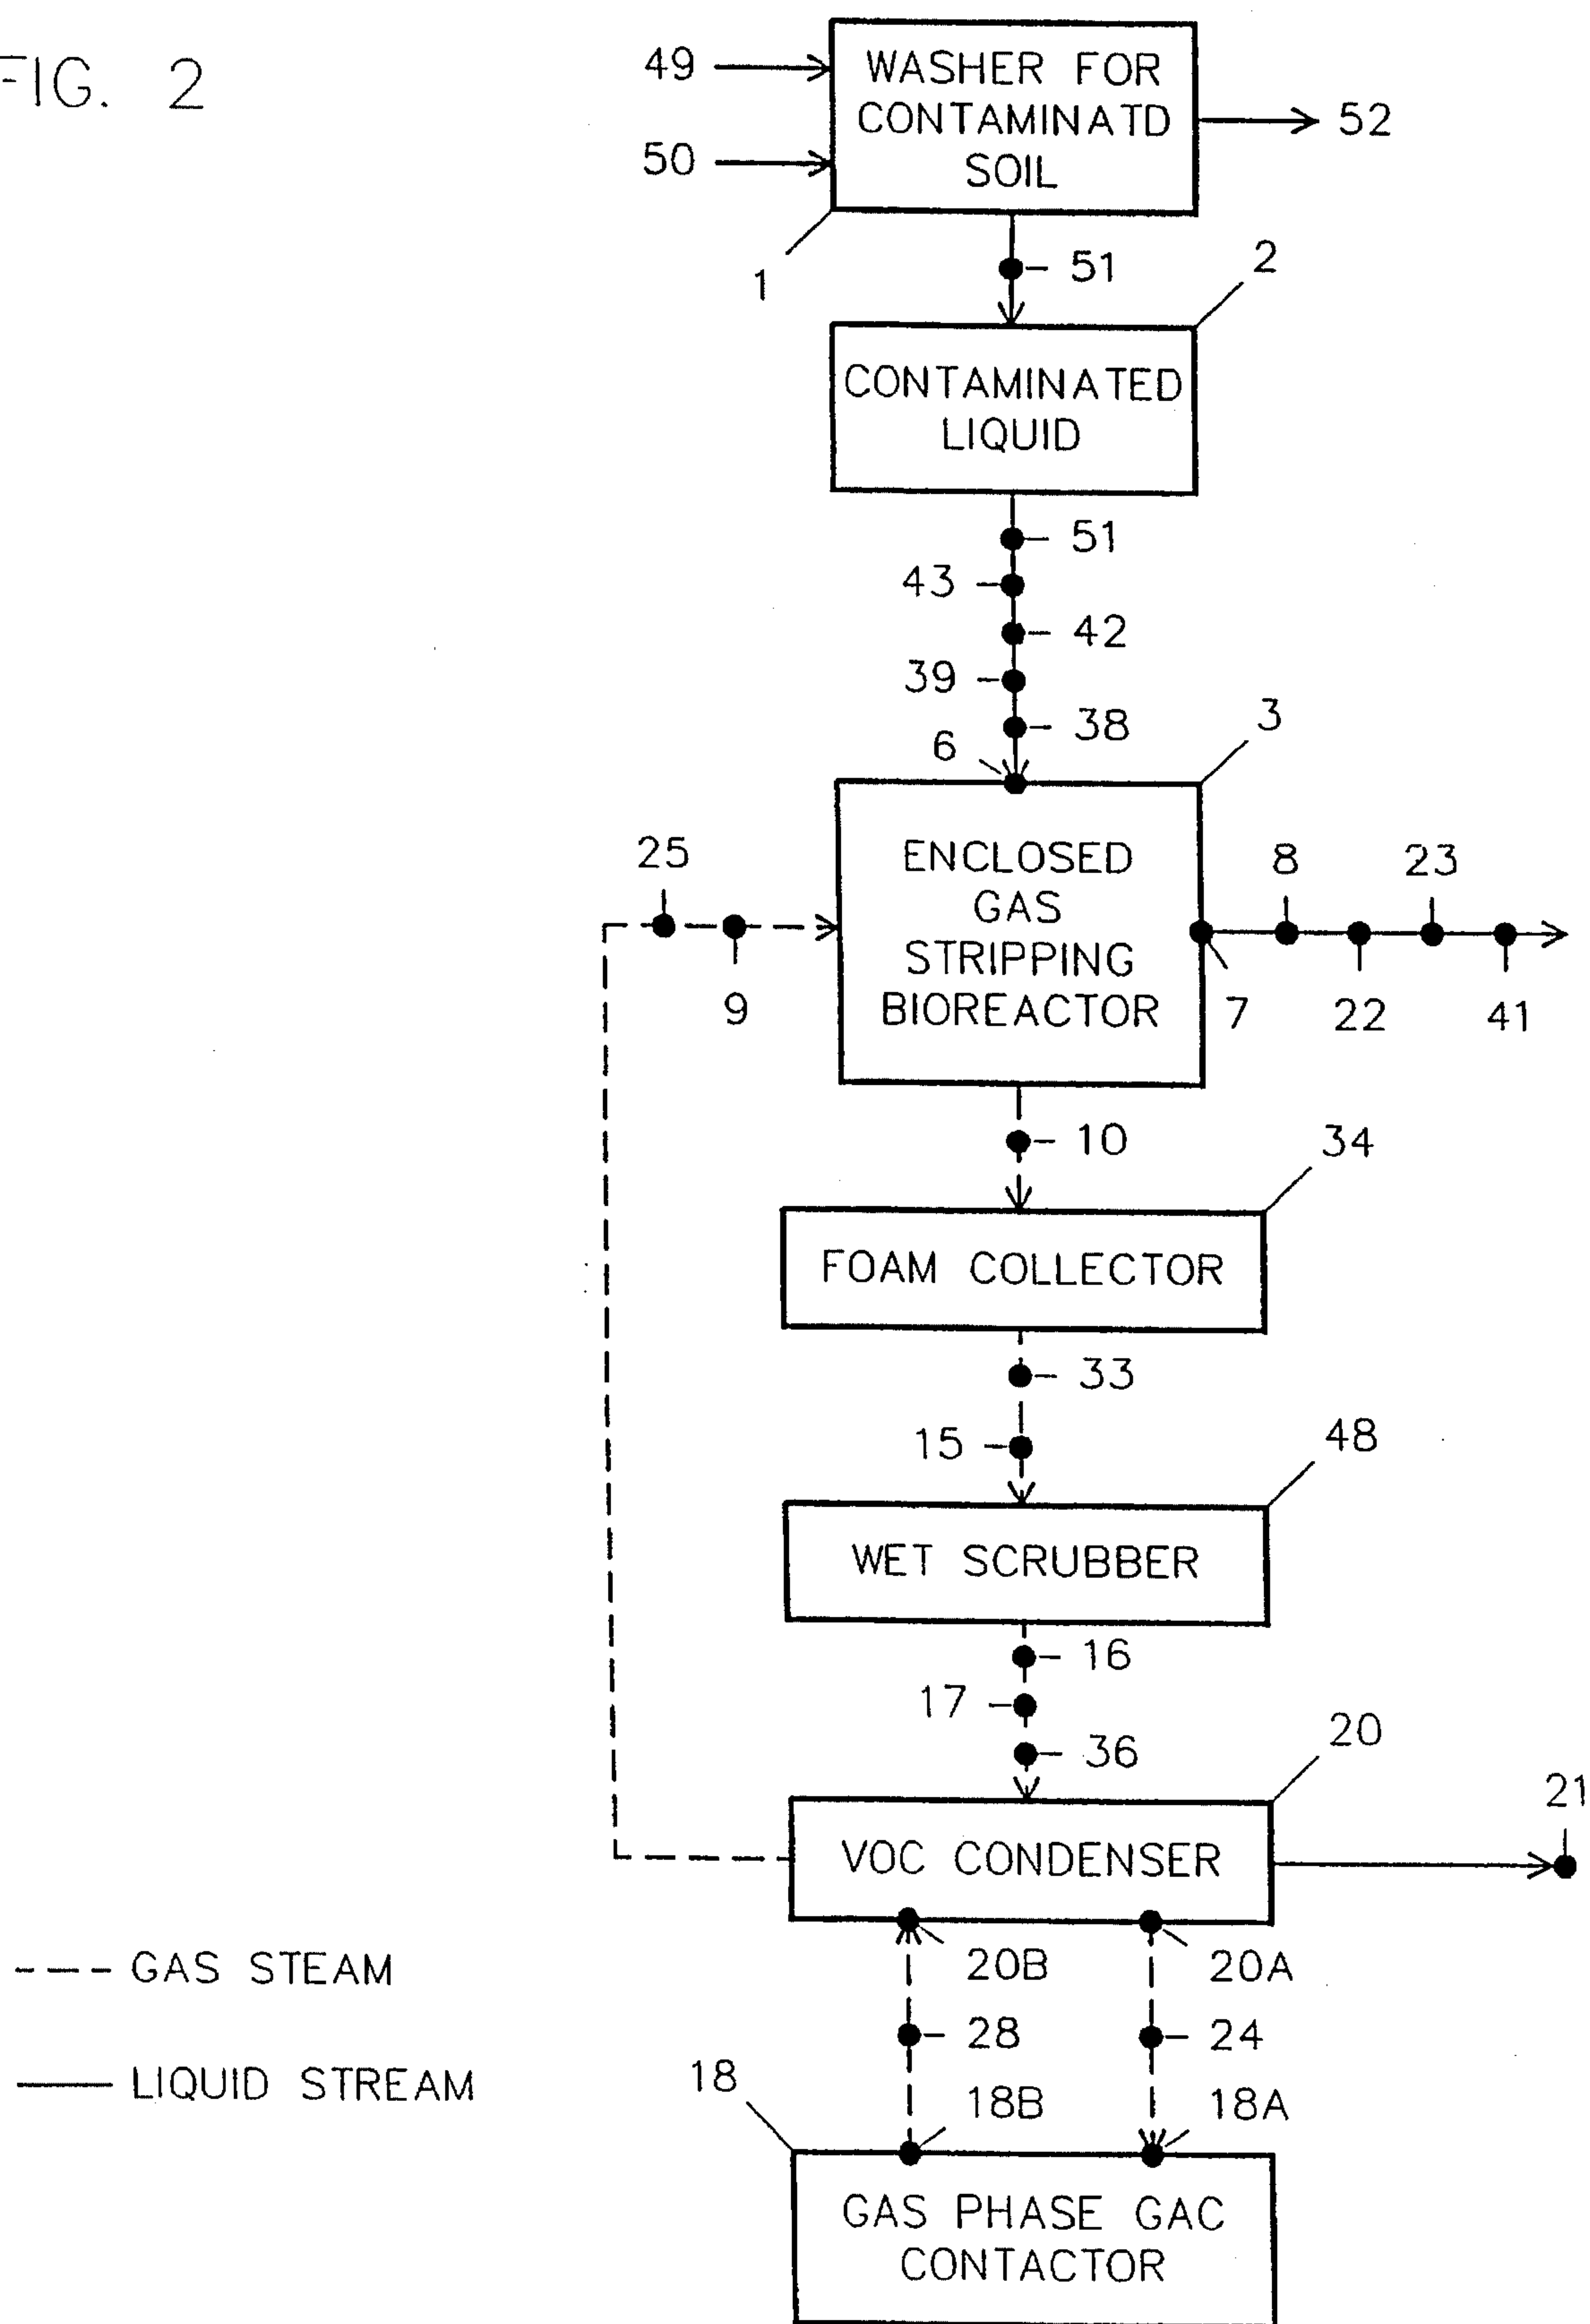 FIG. 2
49
WASHER FOR
CONTAMINATD
SOIL
52
50
1
51
2
CONTAMINATED
LIQUID
51
43
42
39
38
6
3
25
9
ENCLOSED
GAS
STRIPPING
BIOREACTOR
8
23
7
22
41
10
34
FOAM COLLECTOR
33
15
48
WET SCRUBBER
16
17
36
20
21
VOC CONDENSER
20B
20A
GAS STEAM
28
24
LIQUID STREAM
18
18B
18A
GAS PHASE GAC
CONTACTOR